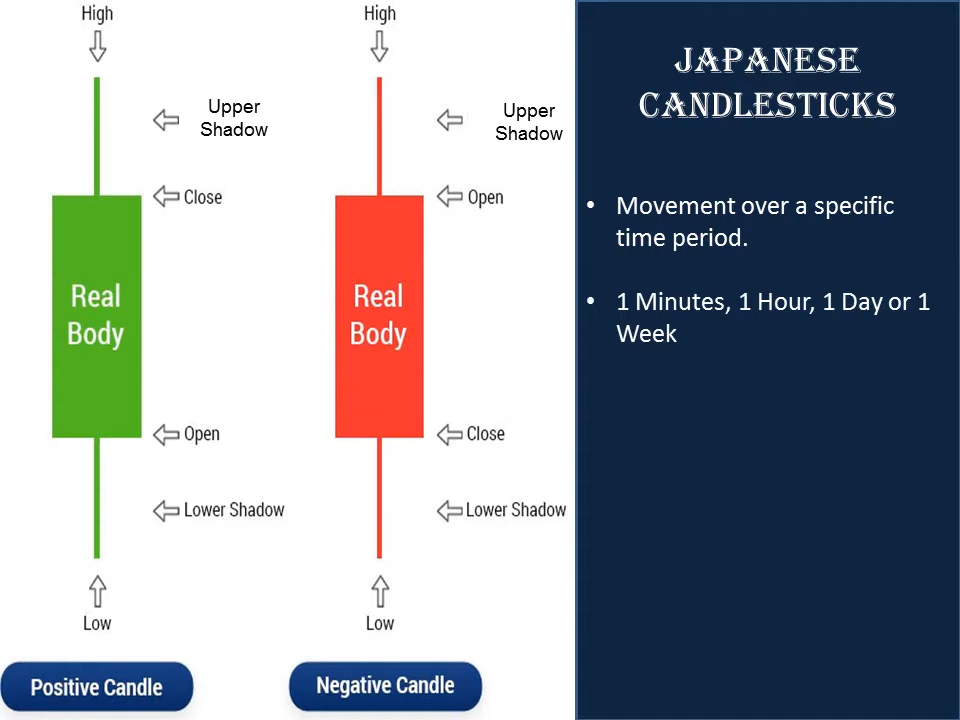 High
Upper
Shadow
Close
Real
Body
Open
Lower Shadow
Low
Positive Candle
High
Upper
Shadow
Open
Real
Body
Close
Lower Shadow
Low
Negative Candle
JAPANESE
CANDLESTICKS
• Movement over a specific
time period.
• 1 Minutes, 1 Hour, 1 Day or 1
Week